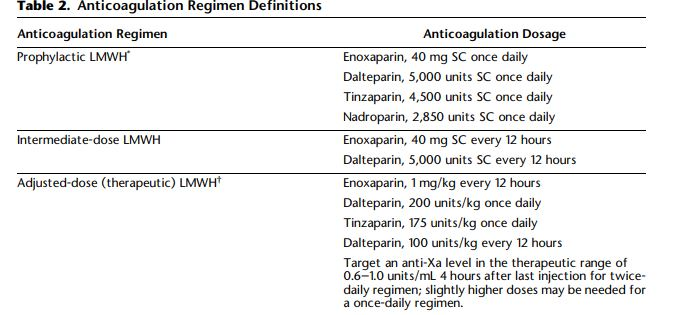 Table 2. Anticoagulation Regimen Definitions
Anticoagulation Regimen Anticoagulation Dosage
Prophylactic LMWH* Enoxaparin, 40 mg SC once daily
Dalteparin, 5,000 units SC once daily
Tinzaparin, 4,500 units SC once daily
Nadroparin, 2,850 units SC once daily
Intermediate-dose LMWH Enoxaparin, 40 mg SC every 12 hours
Dalteparin, 5,000 units SC every 12 hours
Adjusted-dose (therapeutic) LMWH† Enoxaparin, 1 mg/kg every 12 hours
Dalteparin, 200 units/kg once daily
Tinzaparin, 175 units/kg once daily
Dalteparin, 100 units/kg every 12 hours
Target an anti-Xa level in the therapeutic range of
0.6–1.0 units/mL 4 hours after last injection for twice-
daily regimen; slightly higher doses may be needed for
a once-daily regimen.